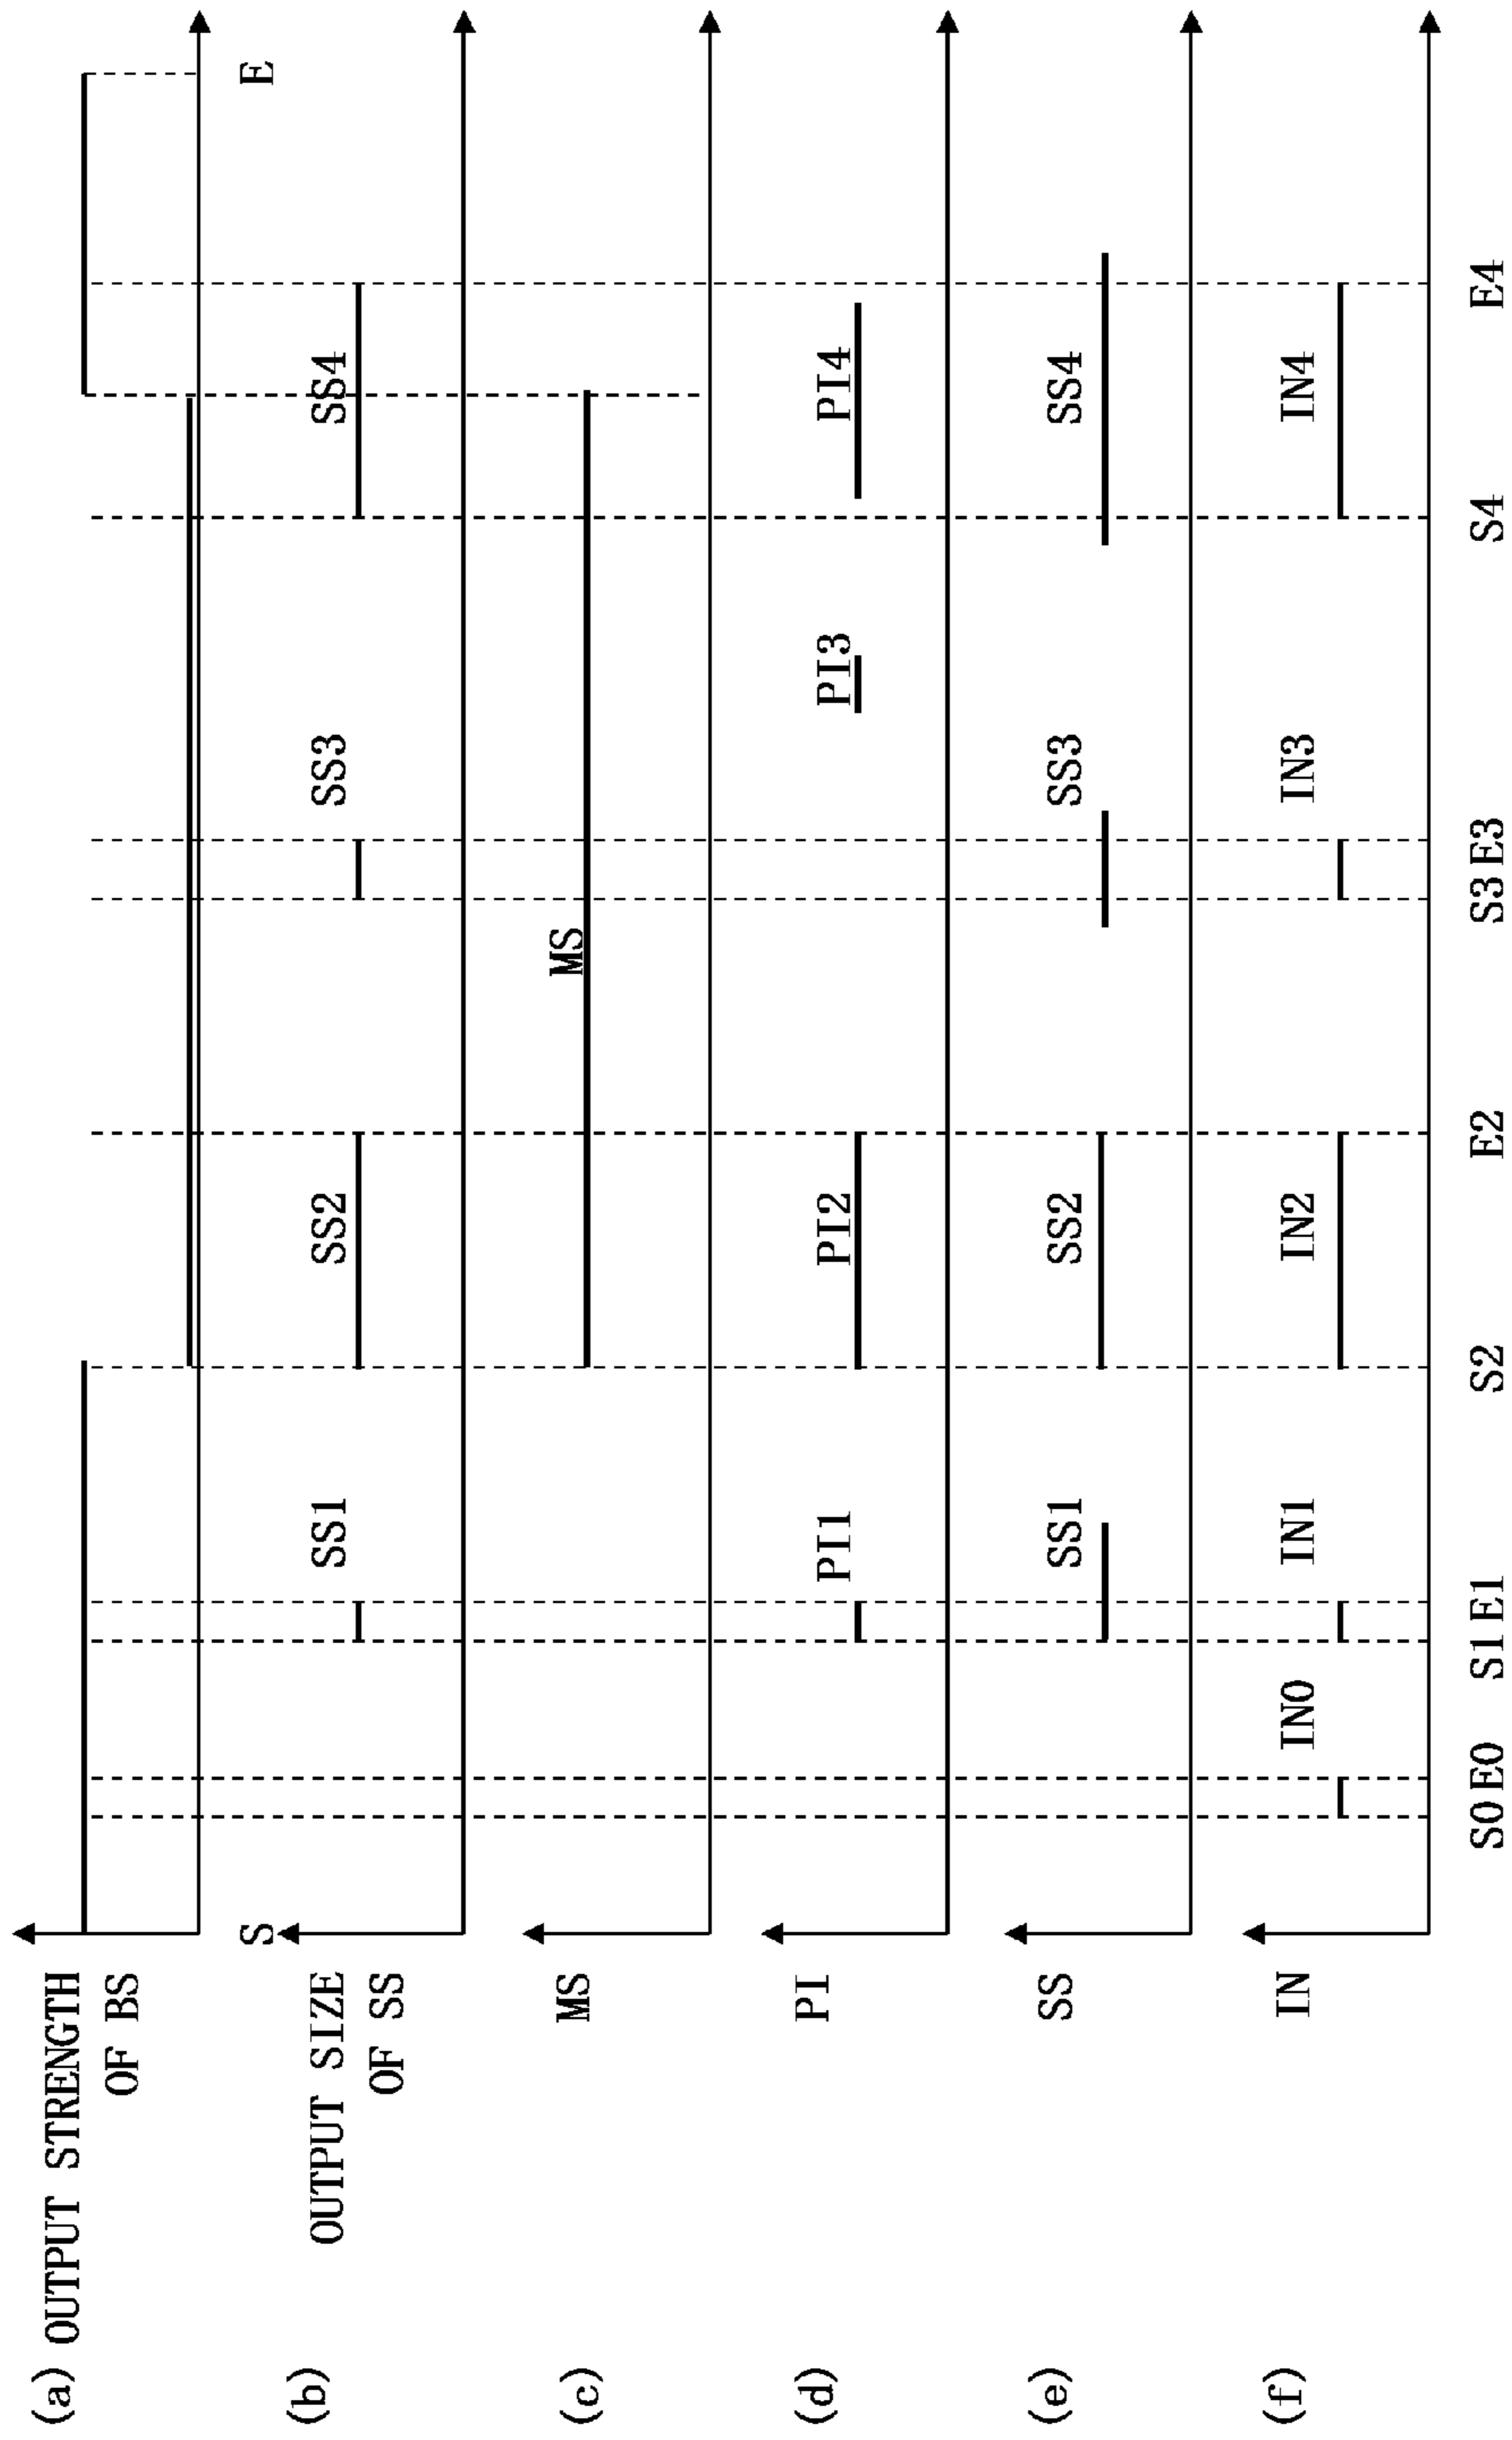 (a) OUTPUT STRENGTH
OF BS
S
E
(b) OUTPUT SIZE
OF SS
SS1
SS2
SS3
SS4
(c) MS
MS
(d) PI
PI1
PI2
PI3
PI4
(e) SS
SS1
SS2
SS3
SS4
(f) IN
IN0
IN1
IN2
IN3
IN4
S0 E0 S1 E1 S2 E2 S3 E3 S4 E4